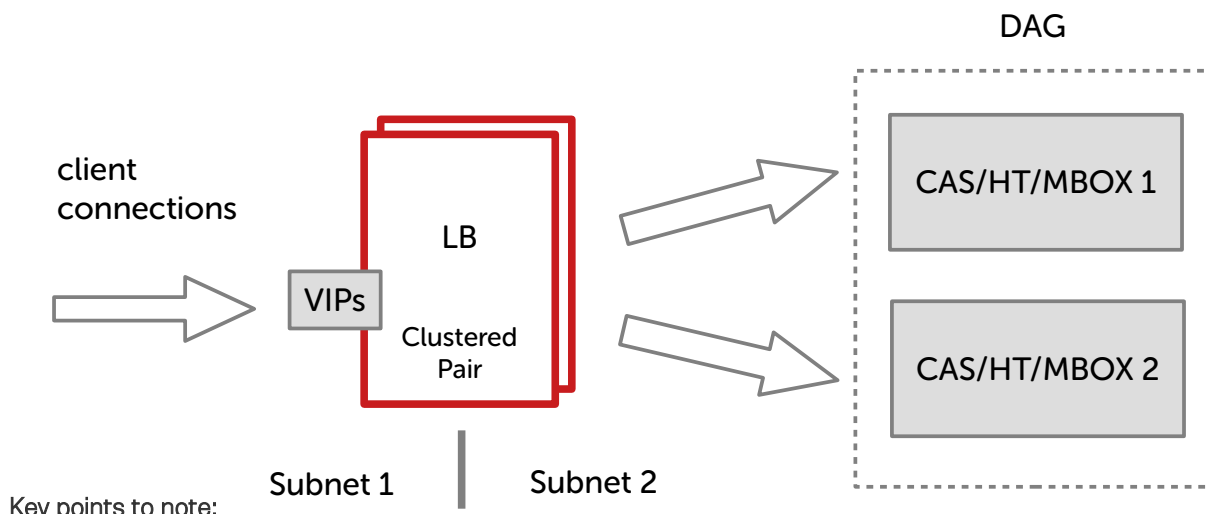 DAG
client
connections
LB
VIPs
Clustered
Pair
CAS/HT/MBOX 1
CAS/HT/MBOX 2
Subnet 1
Subnet 2
Key points to note: